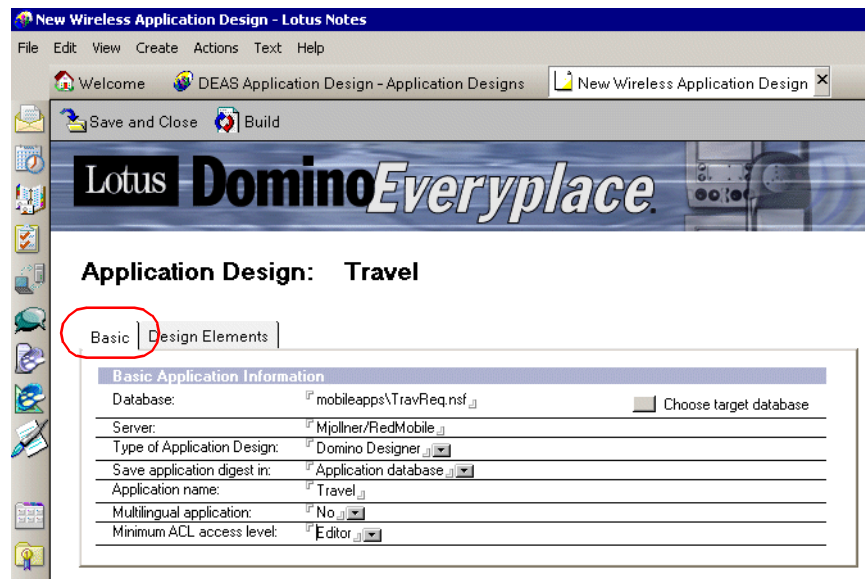 New Wireless Application Design - Lotus Notes
File Edit View Create Actions Text Help
Welcome DEAS Application Design - Application Designs New Wireless Application Design
Save and Close Build
Lotus Domino Everyplace.
Application Design: Travel
Basic Design Elements
Basic Application Information
Database: mobileapps\TravReq.nsf Choose target database
Server: Mjollner/RedMobile
Type of Application Design: Domino Designer
Save application digest in: Application database
Application name: Travel
Multilingual application: No
Minimum ACL access level: Editor